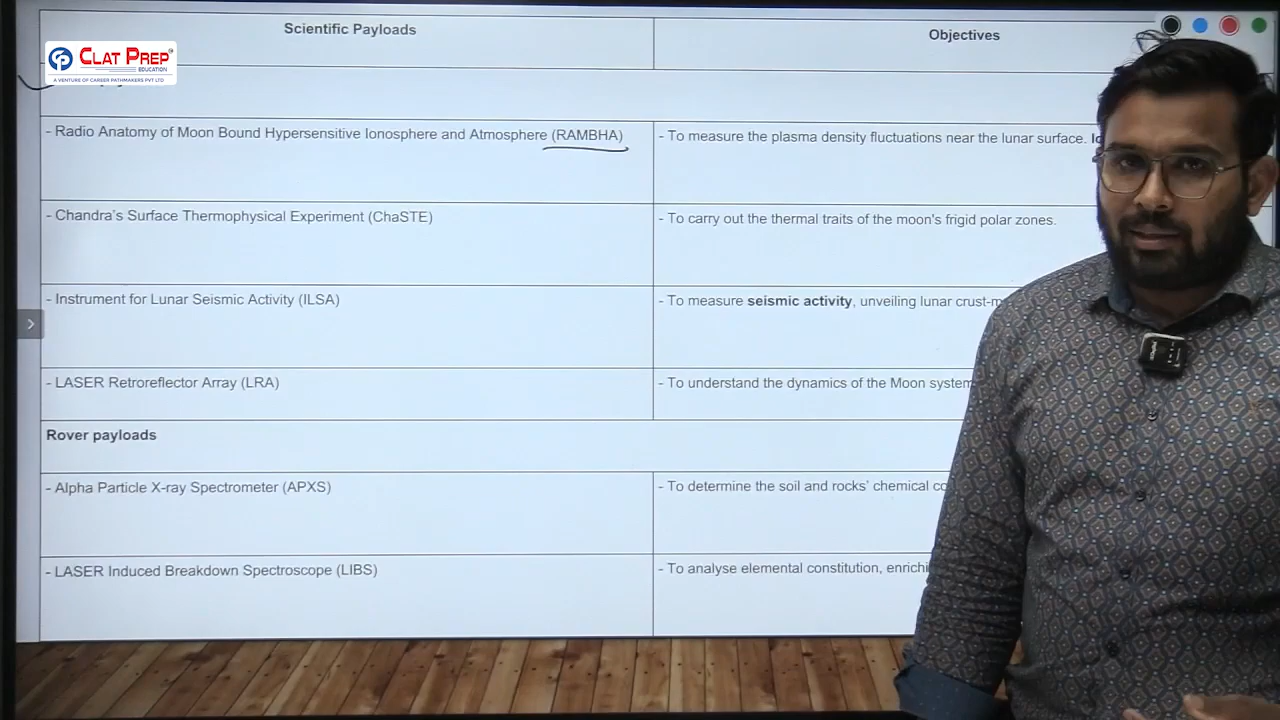 Scientific Payloads
Objectives
CLAT PREP
EDUCATION
A VENTURE OF CAREER PATHMAKERS PVT LTD
- Radio Anatomy of Moon Bound Hypersensitive Ionosphere and Atmosphere (RAMBHA)
- To measure the plasma density fluctuations near the lunar surface.
- Chandra's Surface Thermophysical Experiment (ChaSTE)
- To carry out the thermal traits of the moon's frigid polar zones.
- Instrument for Lunar Seismic Activity (ILSA)
- To measure seismic activity, unveiling lunar
- LASER Retroreflector Array (LRA)
- To understand the dynamics of the Moon system
Rover payloads
- Alpha Particle X-ray Spectrometer (APXS)
- To determine the soil and rocks' chemical
- LASER Induced Breakdown Spectroscope (LIBS)
- To analyse elemental constitution,